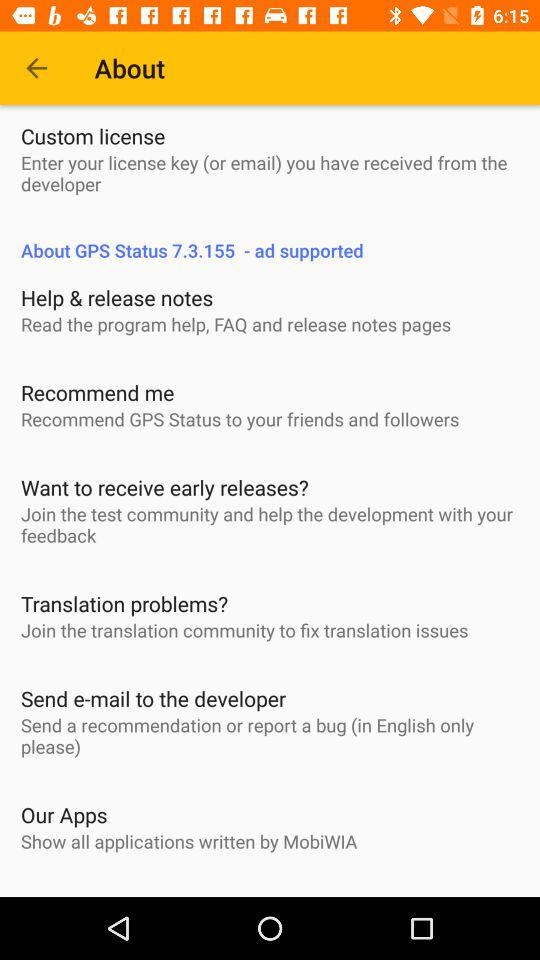 6:15
About
Custom license
Enter your license key (or email) you have received from the
developer
About GPS Status 7.3.155 - ad supported
Help & release notes
Read the program help, FAQ and release notes pages
Recommend me
Recommend GPS Status to your friends and followers
Want to receive early releases?
Join the test community and help the development with your
feedback
Translation problems?
Join the translation community to fix translation issues
Send e-mail to the developer
Send a recommendation or report a bug (in English only
please)
Our Apps
Show all applications written by MobiWIA